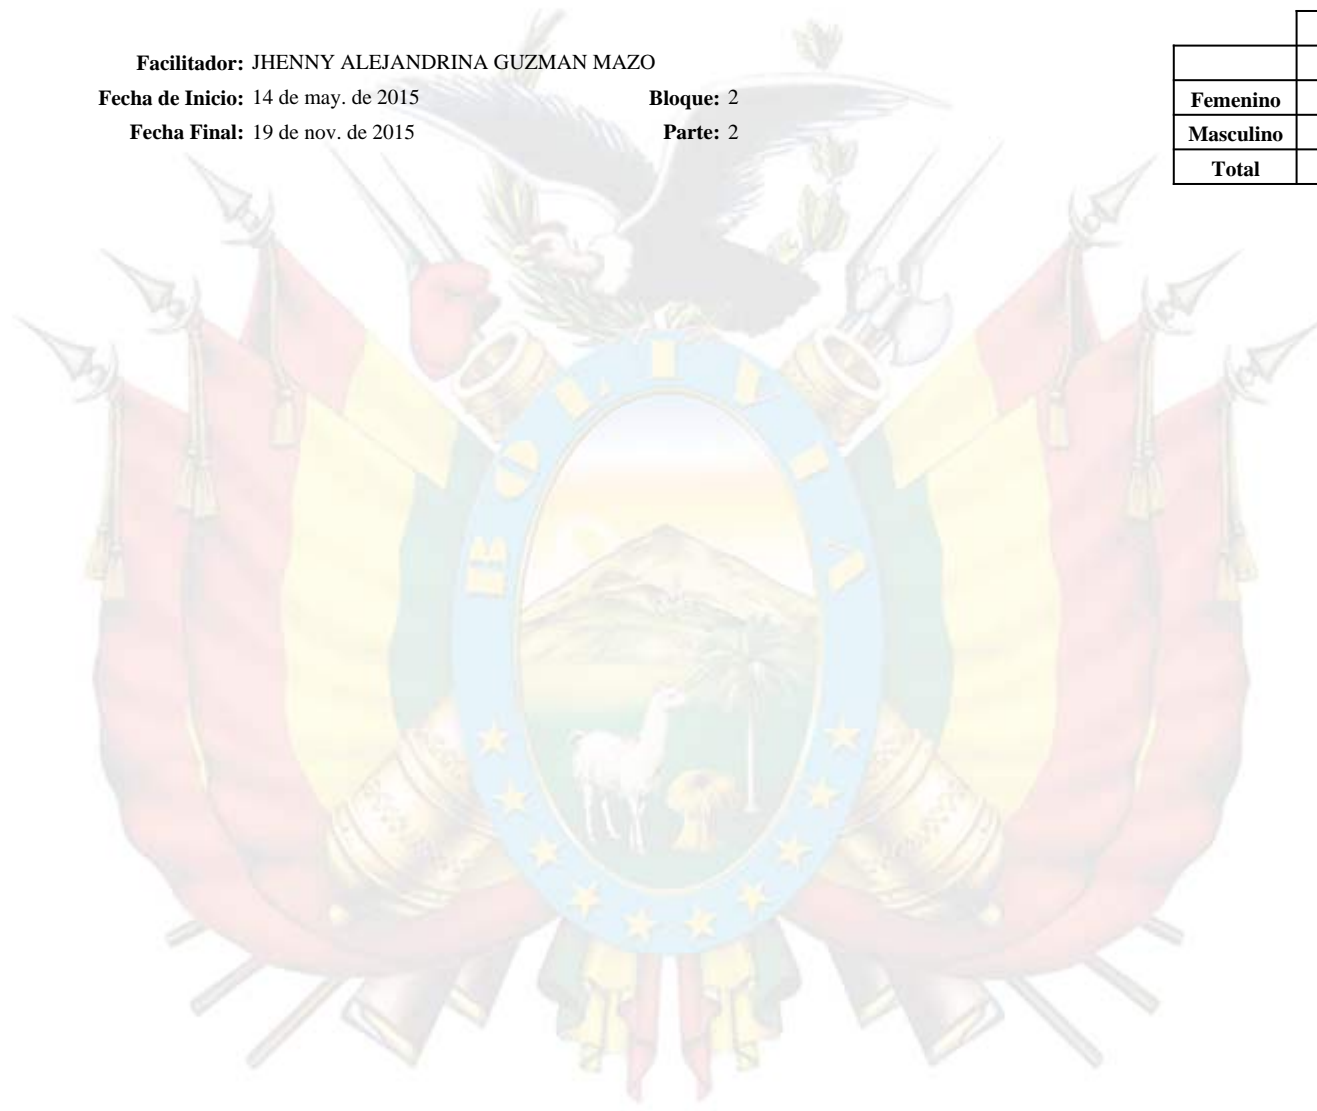 Facilitador: JHENNY ALEJANDRINA GUZMAN MAZO
Fecha de Inicio: 14 de may. de 2015 Bloque: 2
Fecha Final: 19 de nov. de 2015 Parte: 2
Femenino
Masculino
Total
BOLIVIA